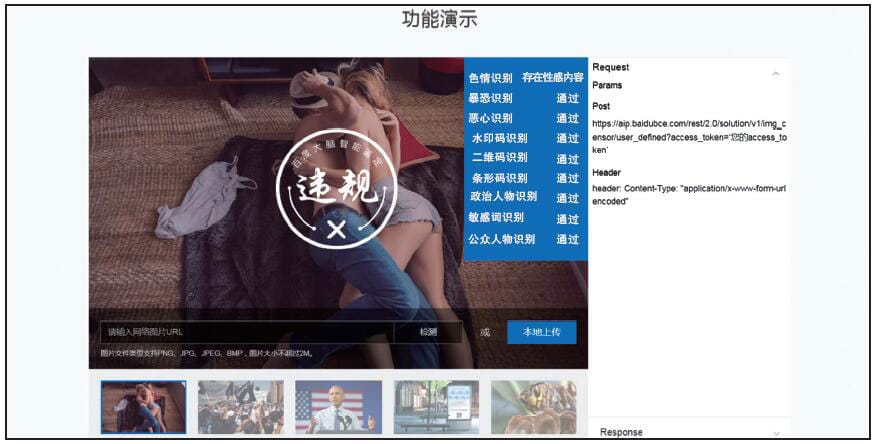 功能演示
百度大脑智能鉴定
违规
色情识别 存在性感内容
暴恐识别 通过
恶心识别 通过
水印码识别 通过
二维码识别 通过
条形码识别 通过
政治人物识别 通过
敏感词识别 通过
公众人物识别 通过
请输入网络图片URL 检测 或 本地上传
图片文件类型支持PNG、JPG、JPEG、BMP，图片大小不超过2M。
Request
Params
Post
https://aip.baidubce.com/rest/2.0/solution/v1/img_c
ensor/user_defined?access_token='您的access_to
ken'
Header
header: Content-Type: "application/x-www-form-url
encoded"
Response